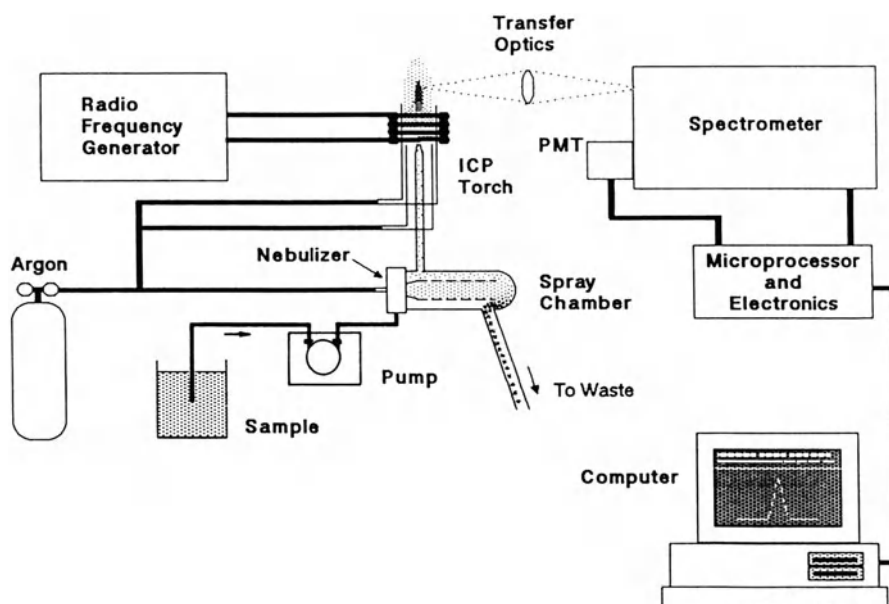 Transfer
Optics
Radio
Frequency
Generator
Spectrometer
PMT
ICP
Torch
Nebulizer
Argon
Spray
Chamber
Microprocessor
and
Electronics
Pump
To Waste
Sample
Computer